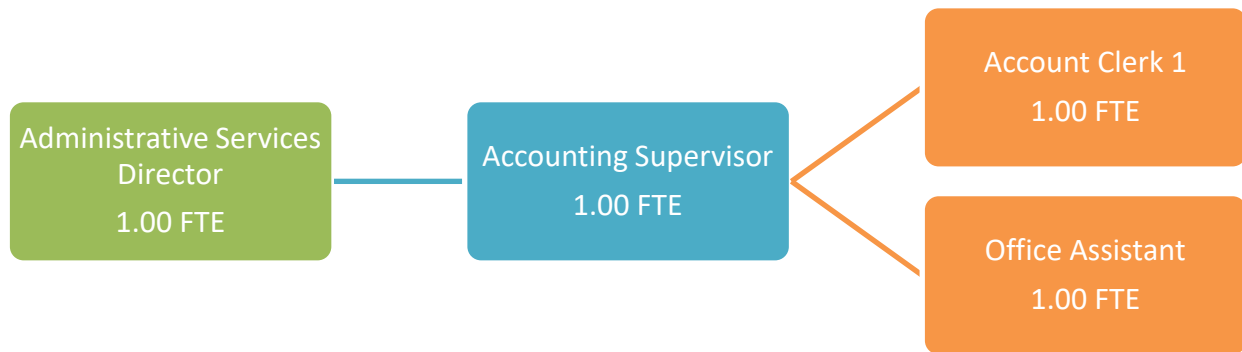 Administrative Services
Director
1.00 FTE
Accounting Supervisor
1.00 FTE
Account Clerk 1
1.00 FTE
Office Assistant
1.00 FTE